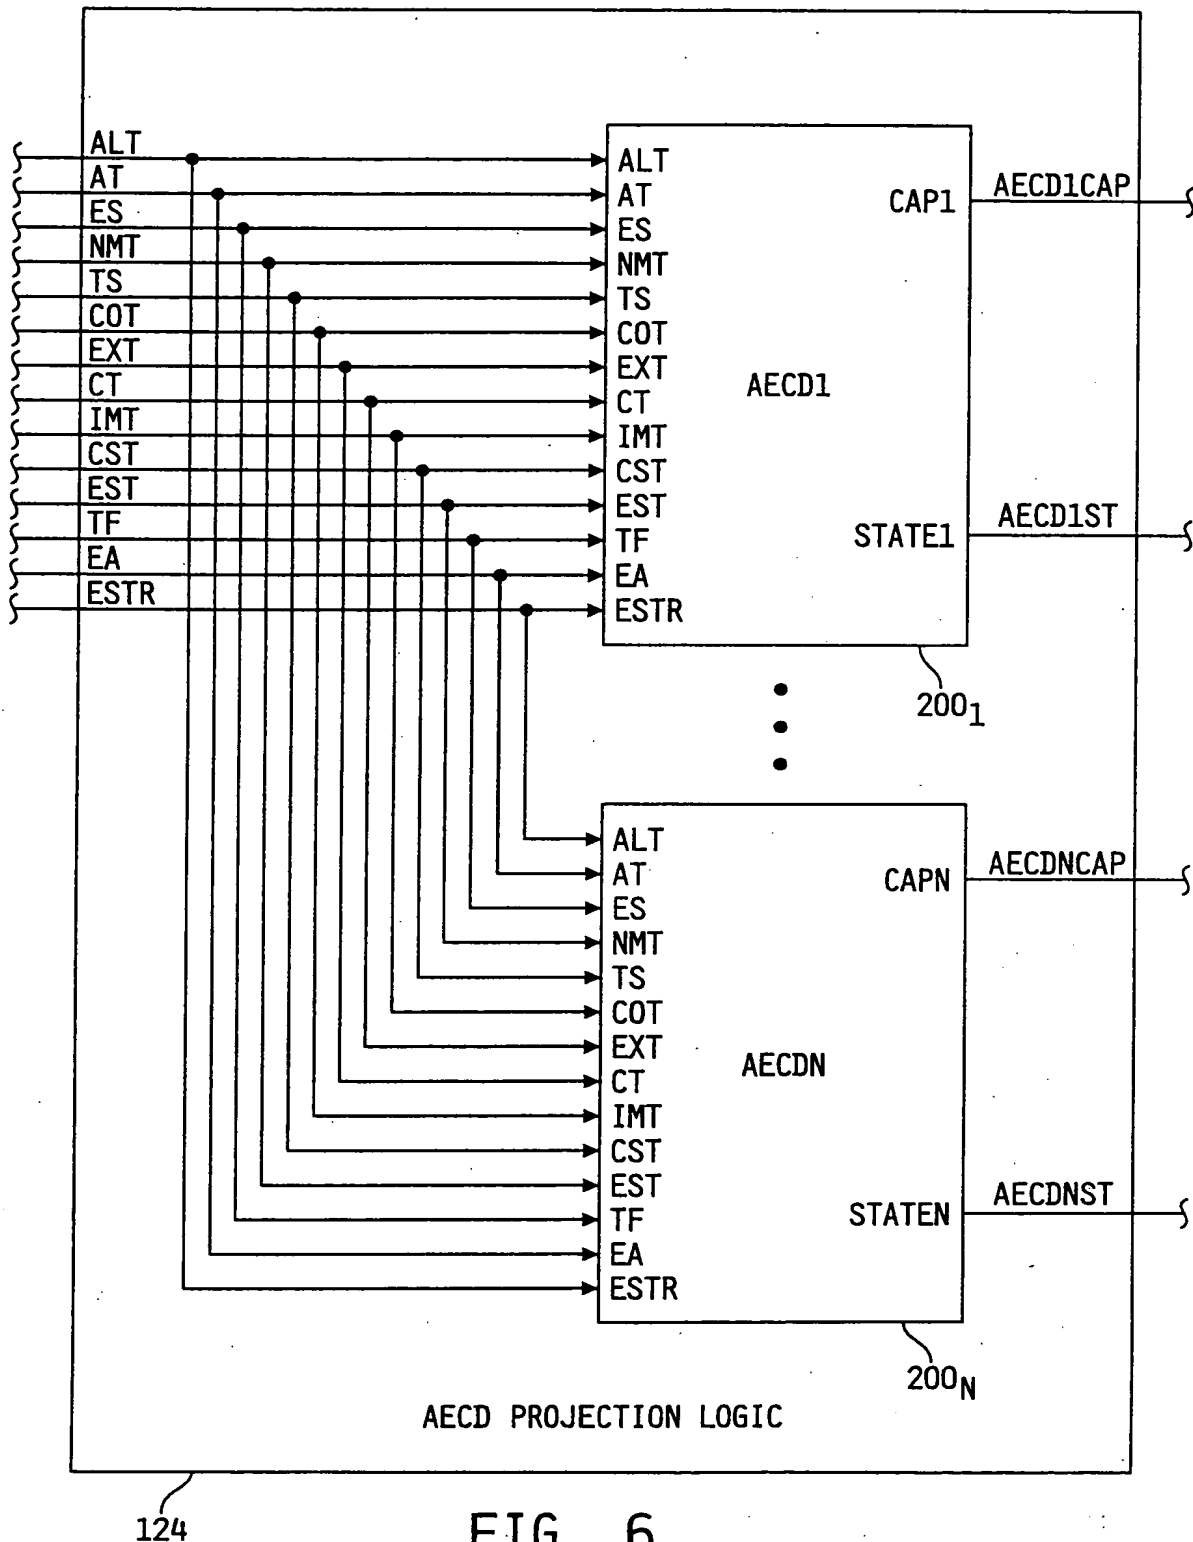 ALT
AT
ES
NMT
TS
COT
EXT
CT
IMT
CST
EST
TF
EA
ESTR
ALT
AT
ES
NMT
TS
COT
EXT
CT
IMT
CST
EST
TF
EA
ESTR
AECD1
CAP1
STATE1
AECD1CAP
AECD1ST
200₁
ALT
AT
ES
NMT
TS
COT
EXT
CT
IMT
CST
EST
TF
EA
ESTR
AECDN
CAPN
STATEN
AECDNCAP
AECDNST
200N
AECD PROJECTION LOGIC
124
FIG. 6